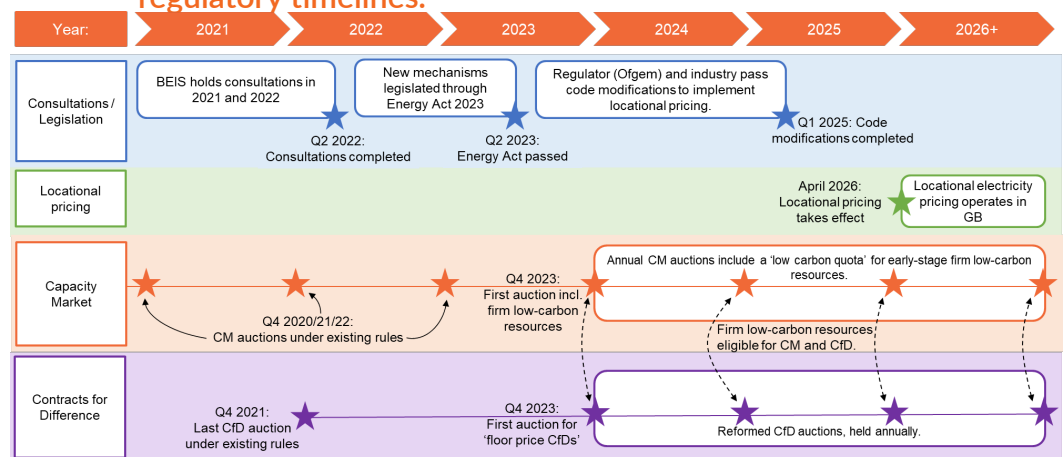 regulatory timelines.
Year:
2021
2022
2023
2024
2025
2026+
Consultations /
Legislation
BEIS holds consultations in
2021 and 2022
New mechanisms
legislated through
Energy Act 2023
Regulator (Ofgem) and industry pass
code modifications to implement
locational pricing.
Q2 2022:
Consultations completed
Q2 2023:
Energy Act passed
Q1 2025: Code
modifications completed
Locational
pricing
April 2026:
Locational pricing
takes effect
Locational electricity
pricing operates in
GB
Capacity
Market
Q4 2020/21/22:
CM auctions under existing rules
Q4 2023:
First auction incl.
firm low-carbon
resources
Annual CM auctions include a 'low carbon quota' for early-stage firm low-carbon
resources.
Firm low-carbon resources
eligible for CM and CfD.
Contracts for
Difference
Q4 2021:
Last CfD auction
under existing rules
Q4 2023:
First auction for
'floor price CfDs'
Reformed CfD auctions, held annually.